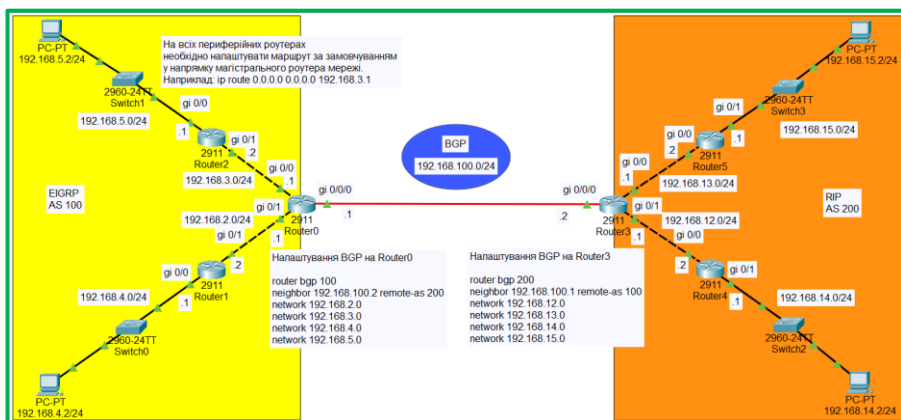 PC-PT
192.168.5.2/24
На всіх периферійних роутерах
необхідно напаштувати маршрут за замовчуванням
у напрямку магістрального роутера мережі.
Наприклад: ip route 0.0.0.0 0.0.0.0 192.168.3.1
2960-24TT
Switch1
gi 0/0
192.168.5.0/24
.1
gi 0/1
.2
2911
Router2
192.168.3.0/24
gi 0/0
.1
EIGRP
AS 100
192.168.2.0/24
gi 0/1
.1
gi 0/0/0
.1
2911
Router0
gi 0/1
.2
gi 0/0
2911
Router1
192.168.4.0/24
.1
2960-24TT
Switch0
PC-PT
192.168.4.2/24
BGP
192.168.100.0/24
Напаштування BGP на Router0
router bgp 100
neighbor 192.168.100.2 remote-as 200
network 192.168.2.0
network 192.168.3.0
network 192.168.4.0
network 192.168.5.0
Напаштування BGP на Router3
router bgp 200
neighbor 192.168.100.1 remote-as 100
network 192.168.12.0
network 192.168.13.0
network 192.168.14.0
network 192.168.15.0
PC-PT
192.168.15.2/24
2960-24TT
Switch3
gi 0/1
192.168.15.0/24
.1
gi 0/0
.2
2911
Router5
gi 0/0
.1
192.168.13.0/24
RIP
AS 200
gi 0/0/0
.2
2911
Router3
gi 0/1
.1
192.168.12.0/24
gi 0/0
.2
2911
Router4
gi 0/1
.1
192.168.14.0/24
2960-24TT
Switch2
PC-PT
192.168.14.2/24